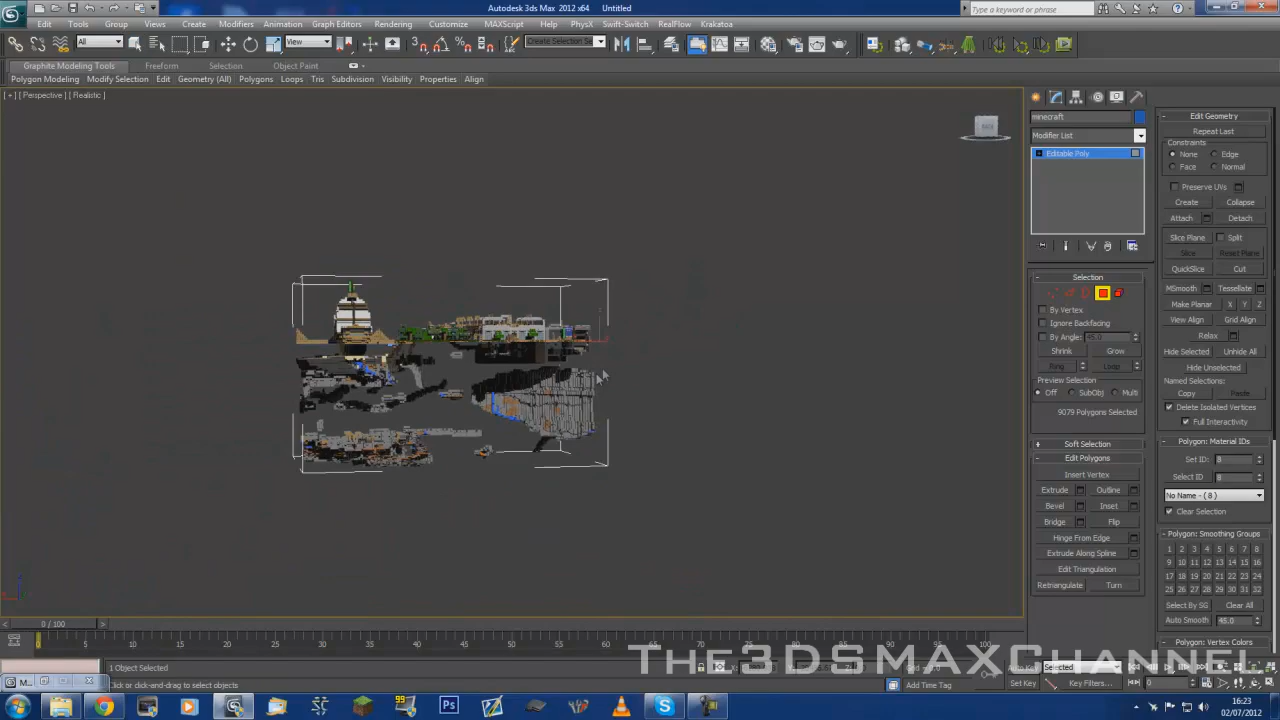 Autodesk 3ds Max 2012 x64    Untitled
Type a keyword or phrase
Edit Tools Group Views Create Modifiers Animation Graph Editors Rendering Customize MAXScript Help PhysX Swift-Switch RealFlow Krakatoa
All View Create Selection Se
Graphite Modeling Tools Freeform Selection Object Paint
Polygon Modeling Modify Selection Edit Geometry (All) Polygons Loops Tris Subdivision Visibility Properties Align
[ + ] [ Perspective ] [ Realistic ]
minecraft
Modifier List
Editable Poly
Selection
By Vertex
Ignore Backfacing
By Angle: 45.0
Shrink Grow
Ring Loop
Preview Selection
Off SubObj Multi
9079 Polygons Selected
Soft Selection
Edit Polygons
Insert Vertex
Extrude Outline
Bevel Inset
Bridge Flip
Hinge From Edge
Extrude Along Spline
Edit Triangulation
Retriangulate Turn
Edit Geometry
Repeat Last
Constraints
None Edge
Face Normal
Preserve UVs
Create Collapse
Attach Detach
Slice Plane Split
Slice Reset Plane
QuickSlice Cut
MSmooth Tessellate
Make Planar X Y Z
View Align Grid Align
Relax
Hide Selected Unhide All
Hide Unselected
Named Selections:
Copy Paste
Delete Isolated Vertices
Full Interactivity
Polygon: Material IDs
Set ID: 8
Select ID 8
No Name - ( 8 )
Clear Selection
Polygon: Smoothing Groups
1 2 3 4 5 6 7 8
9 10 11 12 13 14 15 16
17 18 19 20 21 22 23 24
25 26 27 28 29 30 31 32
Select By SG Clear All
Auto Smooth 45.0
Polygon: Vertex Colors
0 / 100
0 5 10 15 20 25 30 35 40 45 50 55 60 65 70 75 80 85 90 95 100
The3DSMaxChannel
1 Object Selected
Auto Key Selected
Click or click-and-drag to select objects
Add Time Tag
Set Key Key Filters... 0
M...
16:23
02/07/2012